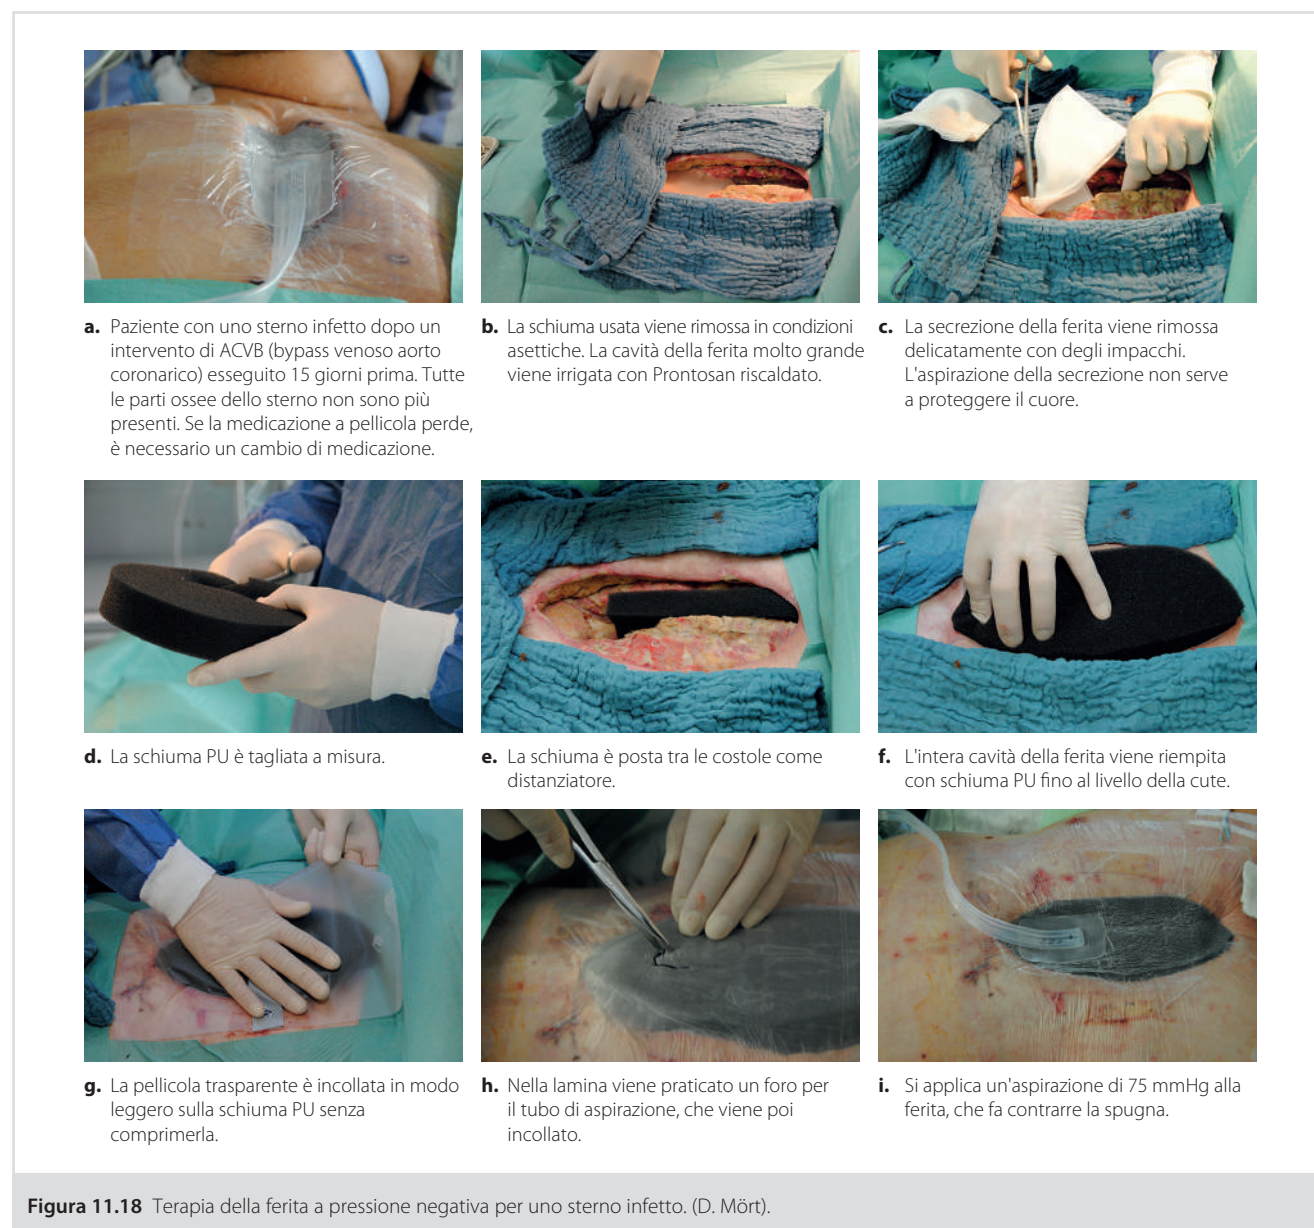 a. Paziente con uno sterno infetto dopo un
intervento di ACVB (bypass venoso aorto
coronarico) eseguito 15 giorni prima. Tutte
le parti ossee dello sterno non sono più
presenti. Se la medicazione a pellicola perde,
è necessario un cambio di medicazione.
b. La schiuma usata viene rimossa in condizioni
asettiche. La cavità della ferita molto grande
viene irrigata con Prontosan riscaldato.
c. La secrezione della ferita viene rimossa
delicatamente con degli impacchi.
L'aspirazione della secrezione non serve
a proteggere il cuore.
d. La schiuma PU è tagliata a misura.
e. La schiuma è posta tra le costole come
distanziatore.
f. L'intera cavità della ferita viene riempita
con schiuma PU fino al livello della cute.
g. La pellicola trasparente è incollata in modo
leggero sulla schiuma PU senza
comprimerla.
h. Nella lamina viene praticato un foro per
il tubo di aspirazione, che viene poi
incollato.
i. Si applica un'aspirazione di 75 mmHg alla
ferita, che fa contrarre la spugna.
Figura 11.18 Terapia della ferita a pressione negativa per uno sterno infetto. (D. Mört).